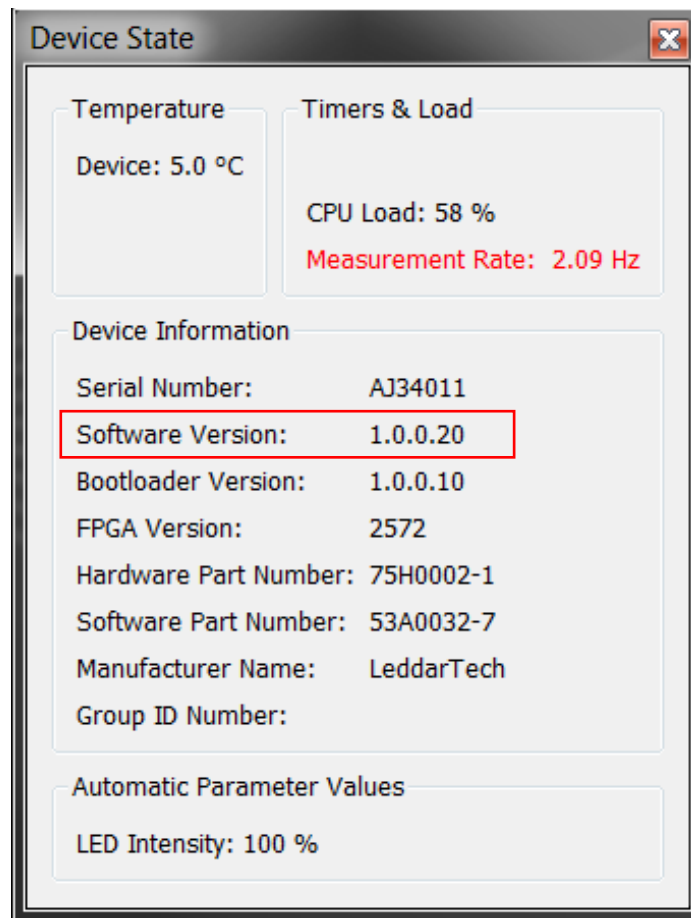 Device State
Temperature
Device: 5.0 ºC
Timers & Load
CPU Load: 58 %
Measurement Rate: 2.09 Hz
Device Information
Serial Number: AJ34011
Software Version: 1.0.0.20
Bootloader Version: 1.0.0.10
FPGA Version: 2572
Hardware Part Number: 75H0002-1
Software Part Number: 53A0032-7
Manufacturer Name: LeddarTech
Group ID Number:
Automatic Parameter Values
LED Intensity: 100 %